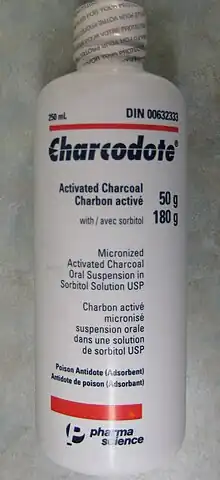 250 mL DIN 00632333
Charcodote®
Activated Charcoal
Charbon activé 50 g
with / avec sorbitol 180 g
Micronized
Activated Charcoal
Oral Suspension in
Sorbitol Solution USP
Charbon activé
micronisé
suspension orale
dans une solution
de sorbitol USP
Poison Antidote (Adsorbent)
Antidote de poison (Adsorbant)
pharma
science